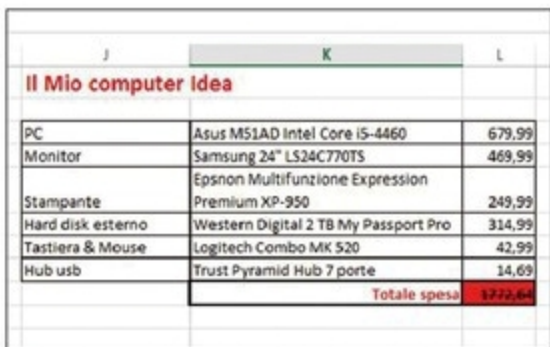 J K L
Il Mio computer Idea
PC Asus M51AD Intel Core i5-4460 679,99
Monitor Samsung 24" LS24C770TS 469,99
Epsnon Multifunzione Expression
Stampante Premium XP-950 249,99
Hard disk esterno Western Digital 2 TB My Passport Pro 314,99
Tastiera & Mouse Logitech Combo MK 520 42,99
Hub usb Trust Pyramid Hub 7 porte 14,69
Totale spesa 1772,64